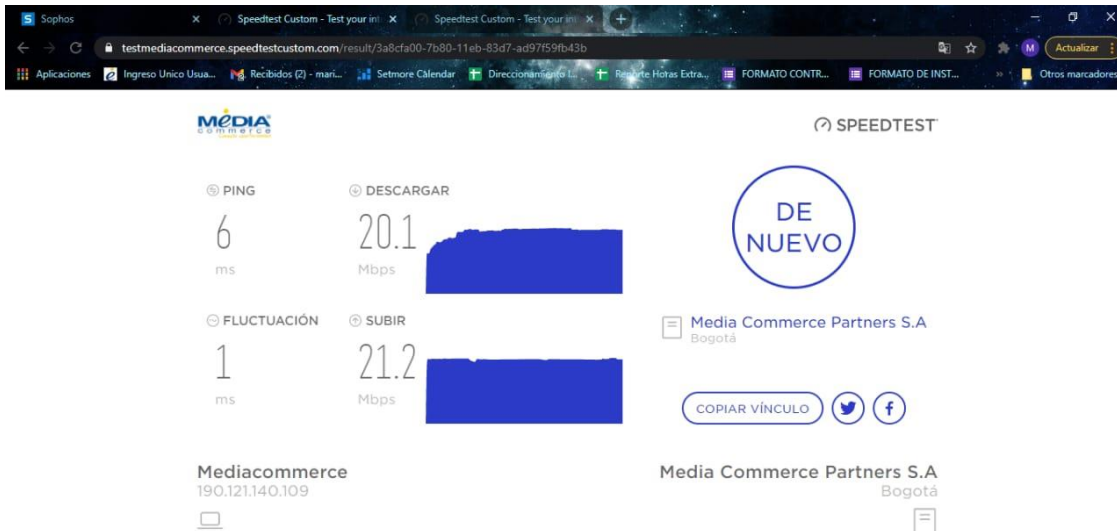 Sophos
Speedtest Custom - Test your int
Speedtest Custom - Test your int
testmediacommerce.speedtestcustom.com/result/3a8cfa00-7b80-11eb-83d7-ad97f59fb43b
M
Actualizar
Aplicaciones
Ingreso Unico Usua...
Recibidos (2) - mari...
Setmore Calendar
Direccionamiento I...
Reporte Horas Extra...
FORMATO CONTR...
FORMATO DE INST...
Otros marcadores
MéDIA
commerce
SPEEDTEST
PING
DESCARGAR
6
20.1
ms
Mbps
DE
NUEVO
FLUCTUACIÓN
SUBIR
1
21.2
ms
Mbps
Media Commerce Partners S.A
Bogotá
COPIAR VÍNCULO
Mediacommerce
190.121.140.109
Media Commerce Partners S.A
Bogotá